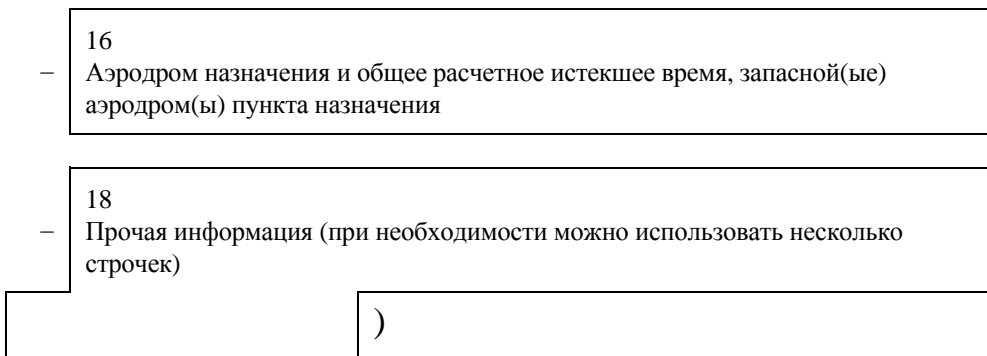 16
– Аэродром назначения и общее расчетное истекшее время, запасной(ые)
аэродром(ы) пункта назначения
18
– Прочая информация (при необходимости можно использовать несколько
строчек)
)